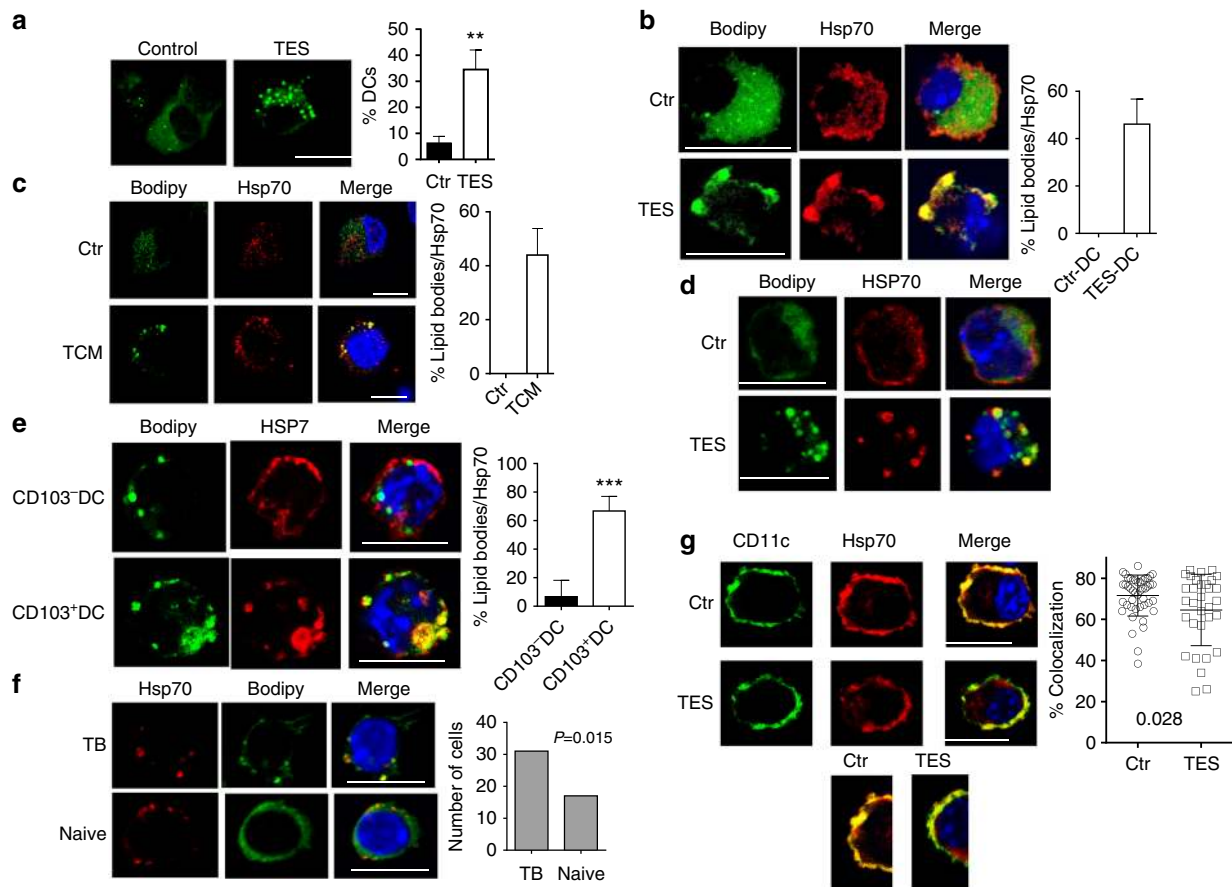 a
Control
TES
% DCs
50
40
30
20
10
0
**
Ctr TES
b
Bodipy
Hsp70
Merge
Ctr
TES
% Lipid bodies/Hsp70
60
40
20
0
Ctr-DC
TES-DC
c
Bodipy
Hsp70
Merge
Ctr
TCM
% Lipid bodies/Hsp70
60
40
20
0
Ctr
TCM
d
Bodipy
HSP70
Merge
Ctr
TES
e
Bodipy
HSP7
Merge
CD103⁻DC
CD103⁺DC
% Lipid bodies/Hsp70
100
80
60
40
20
0
***
CD103⁻DC
CD103⁺DC
f
Hsp70
Bodipy
Merge
TB
Naive
Number of cells
40
30
20
10
0
P=0.015
TB Naive
g
CD11c
Hsp70
Merge
Ctr
TES
Ctr
TES
% Colocalization
80
60
40
20
0
0.028
Ctr TES